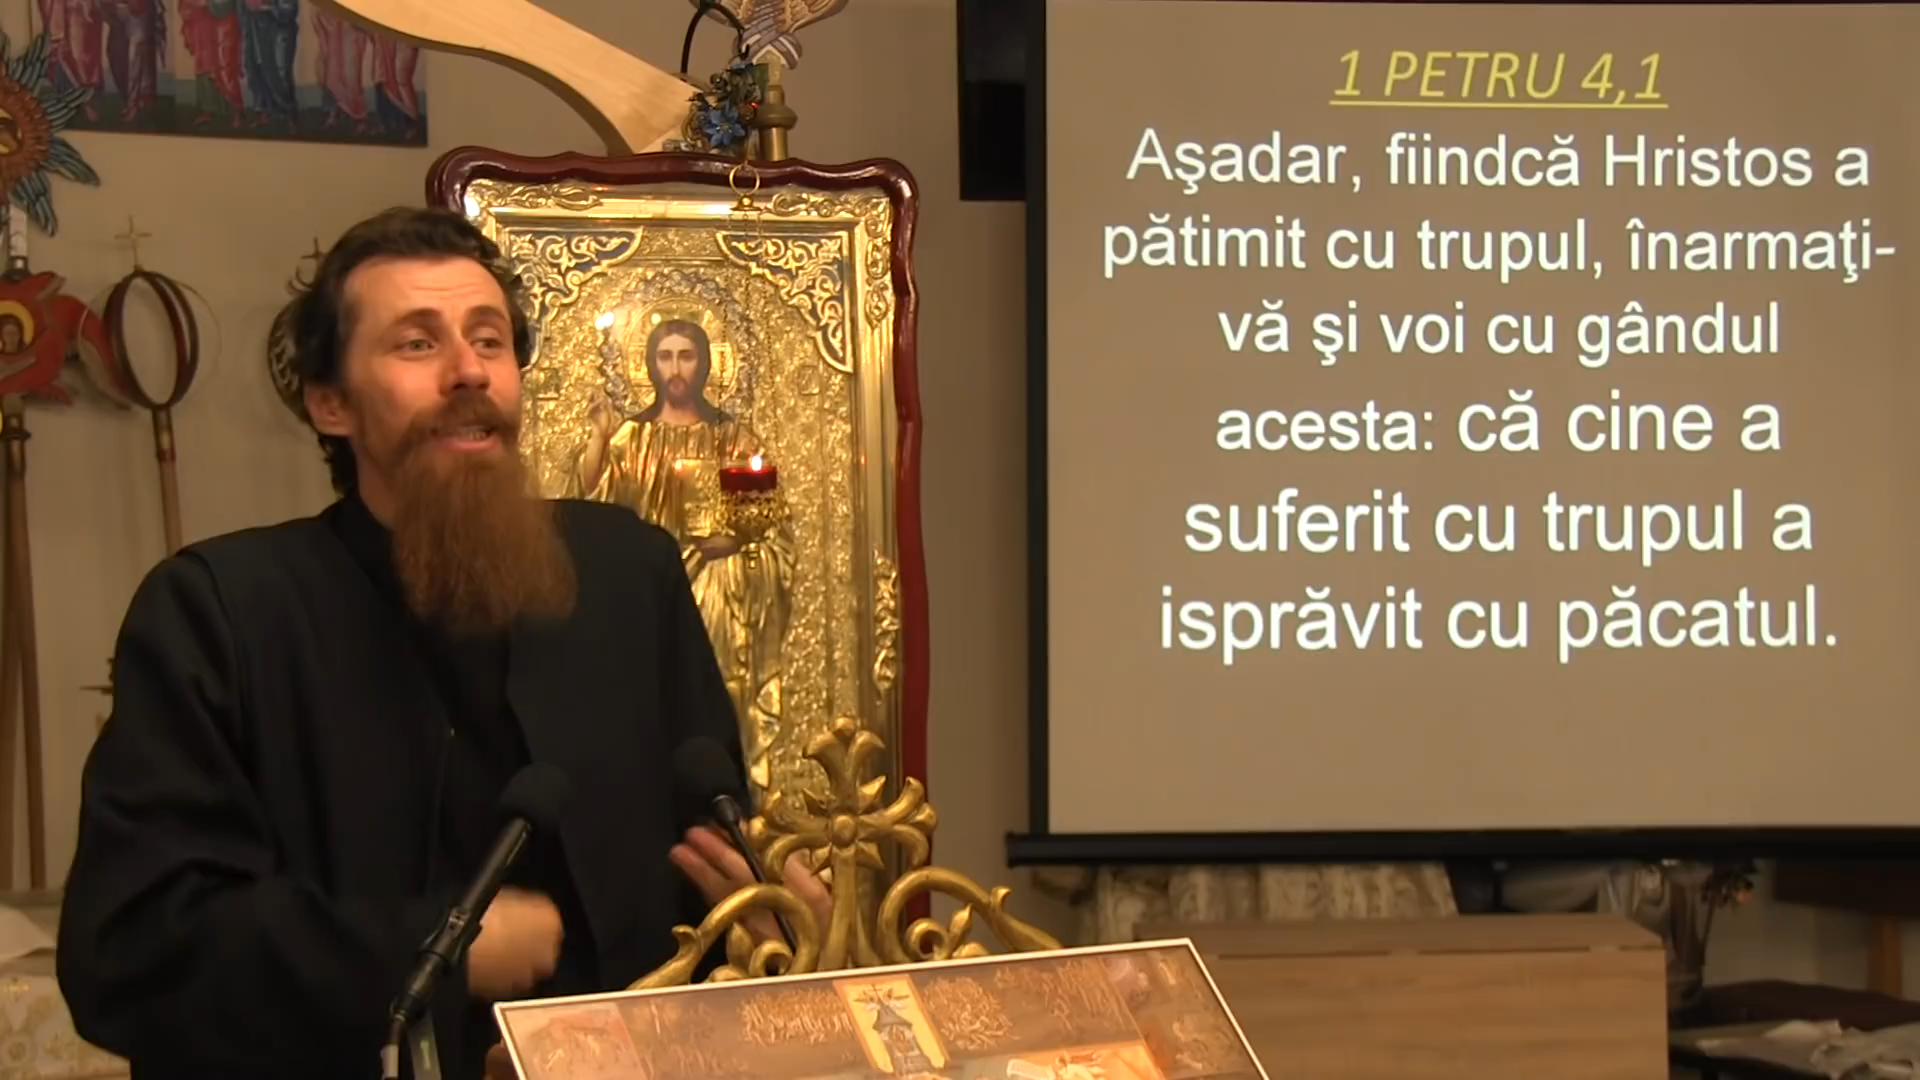 1 PETRU 4,1
Aşadar, fiindcă Hristos a
pătimit cu trupul, înarmaţi-
vă şi voi cu gândul
acesta: că cine a
suferit cu trupul a
isprăvit cu păcatul.